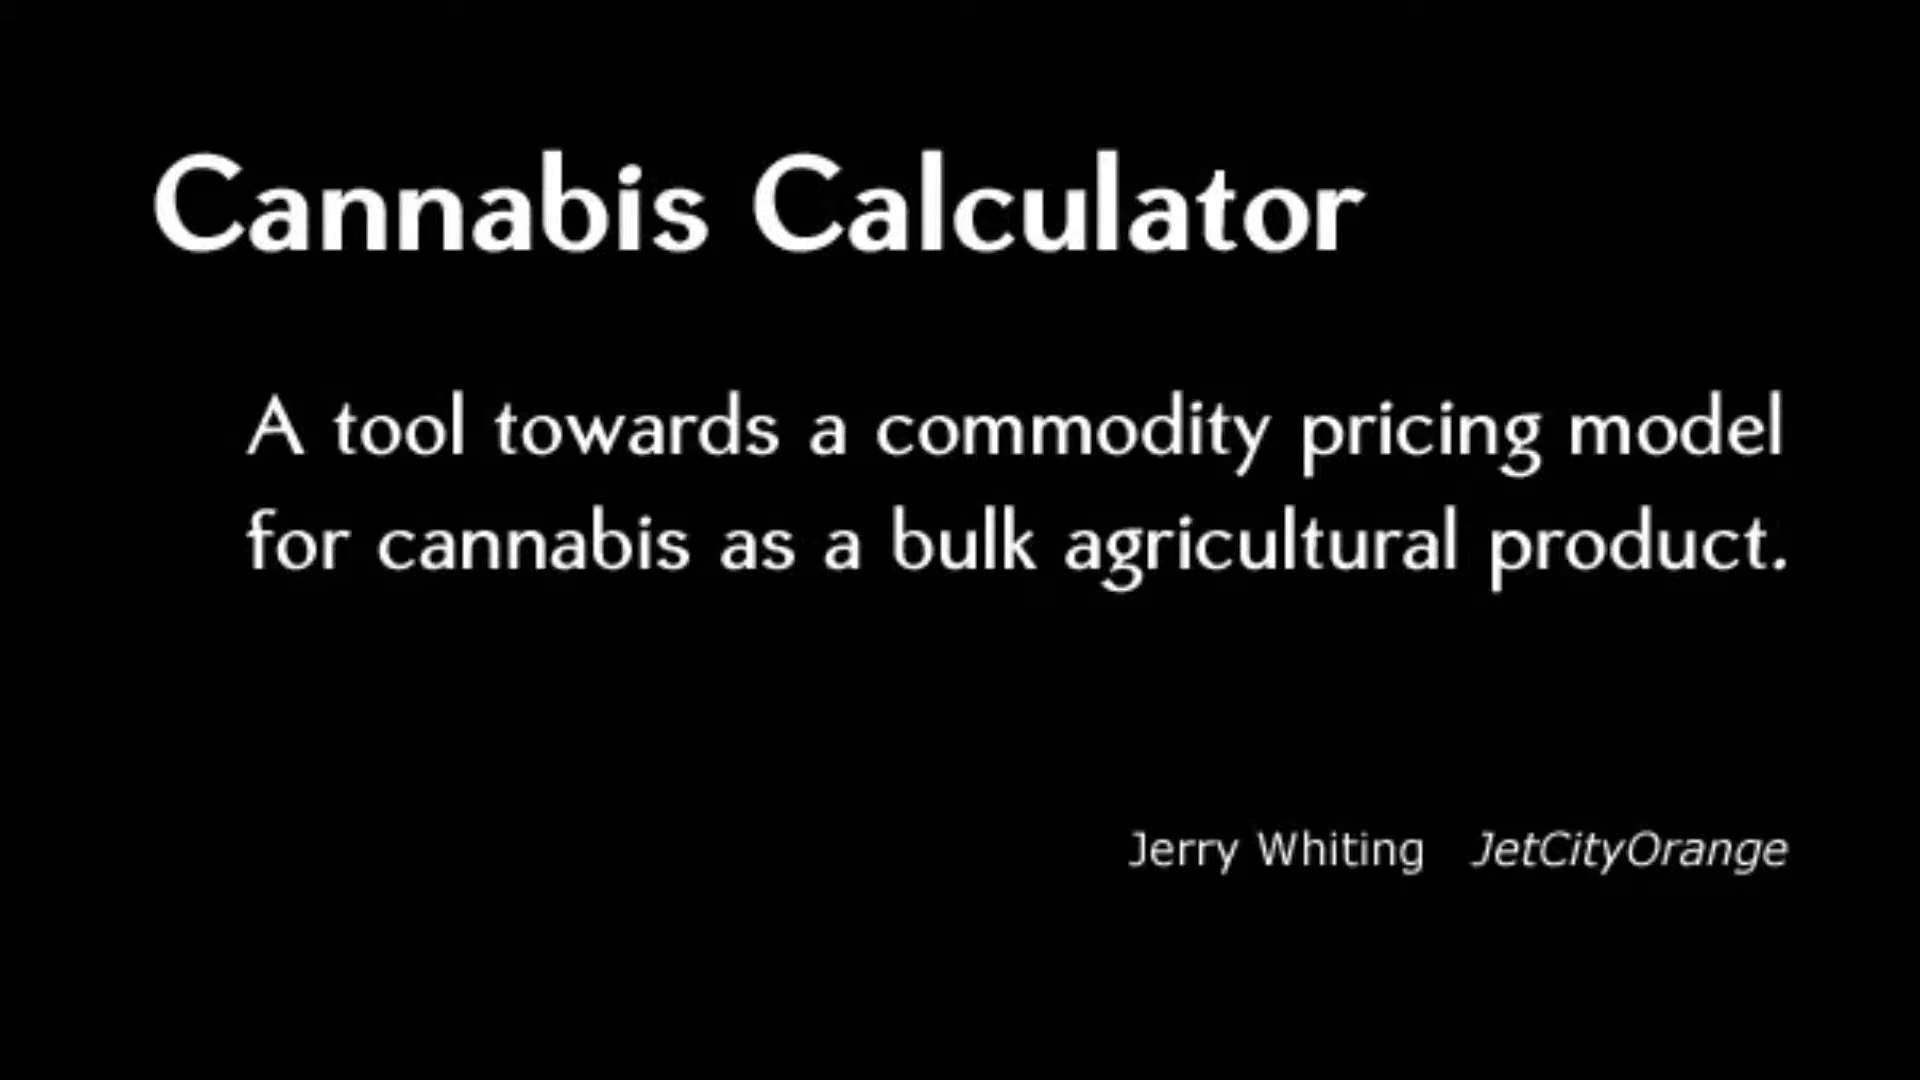 Cannabis Calculator
A tool towards a commodity pricing model
for cannabis as a bulk agricultural product.
Jerry Whiting JetCityOrange